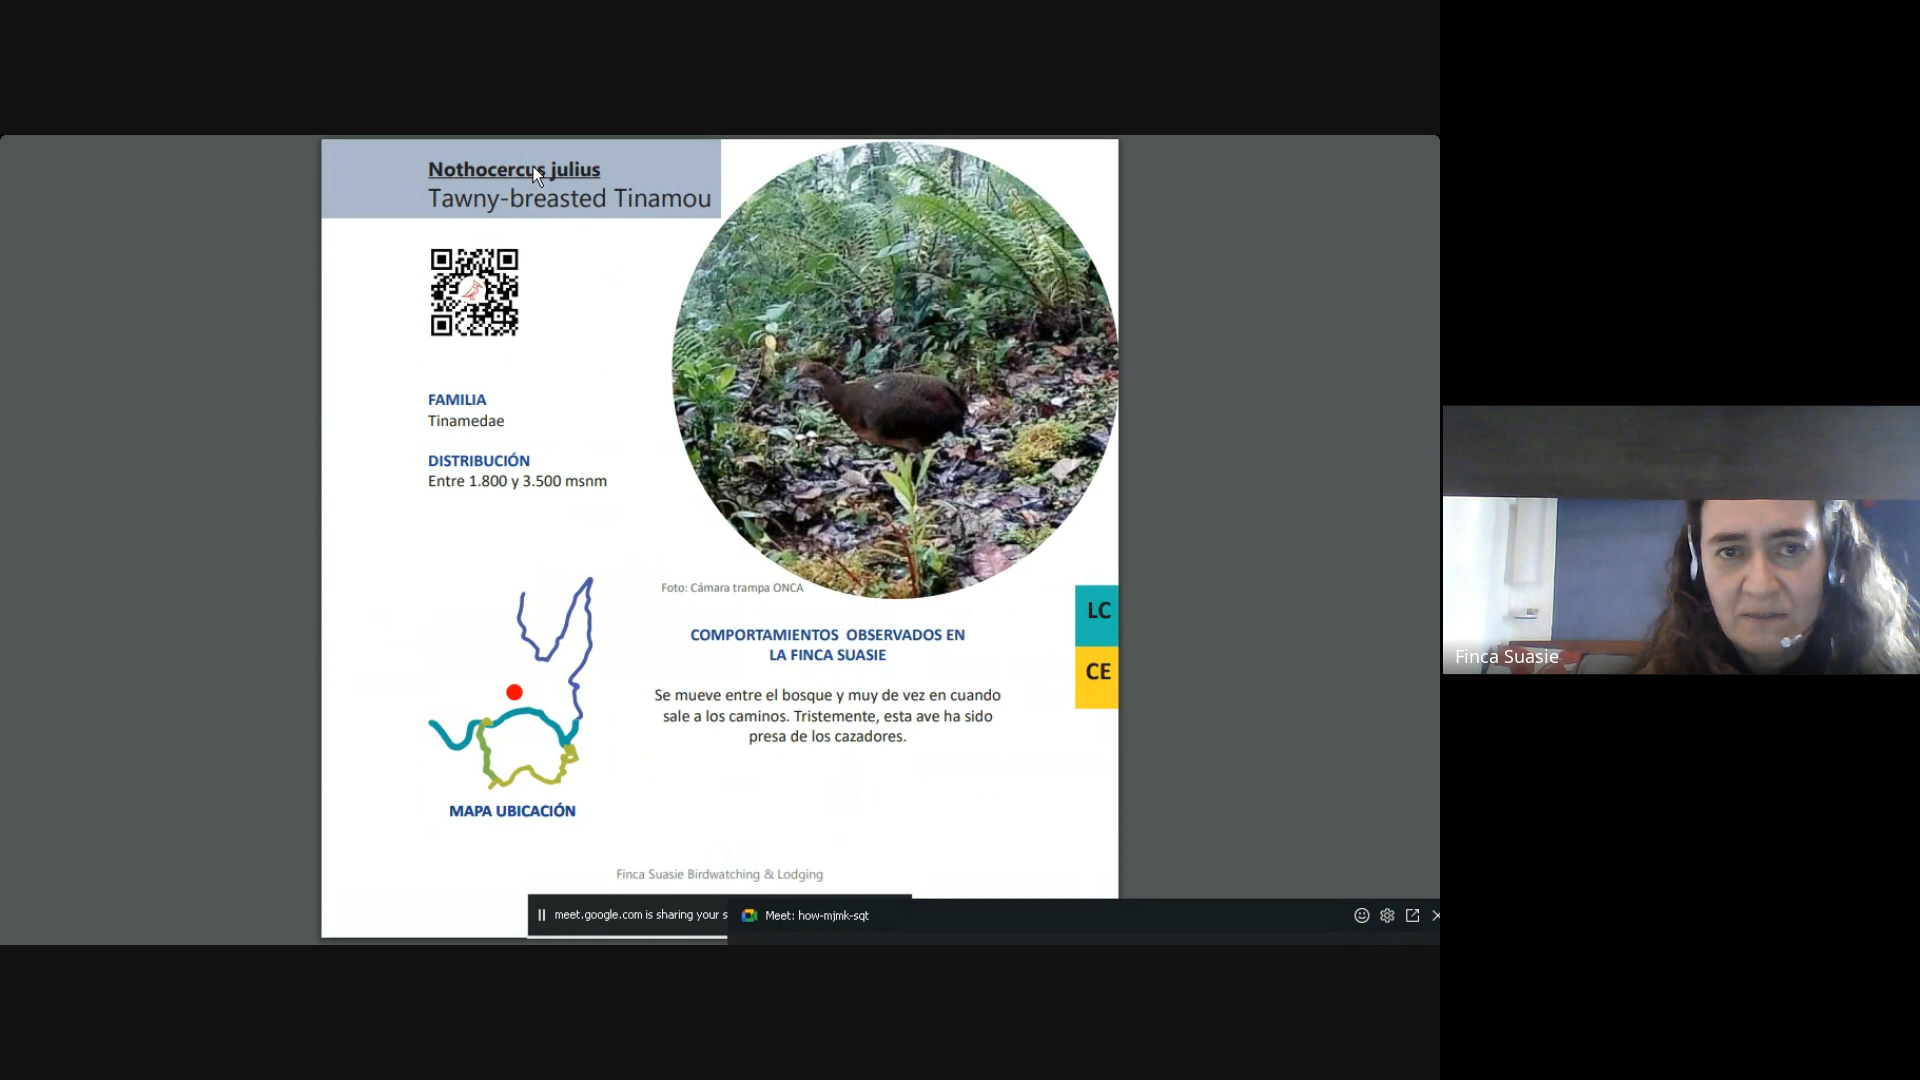 Nothocercus julius
Tawny-breasted Tinamou
FAMILIA
Tinamedae
DISTRIBUCIÓN
Entre 1.800 y 3.500 msnm
Foto: Cámara trampa ONCA
LC
CE
COMPORTAMIENTOS OBSERVADOS EN
LA FINCA SUASIE
Se mueve entre el bosque y muy de vez en cuando
sale a los caminos. Tristemente, esta ave ha sido
presa de los cazadores.
MAPA UBICACIÓN
Finca Suasie Birdwatching & Lodging
meet.google.com is sharing your s
Meet: how-mjmk-sqt
Finca Suasie